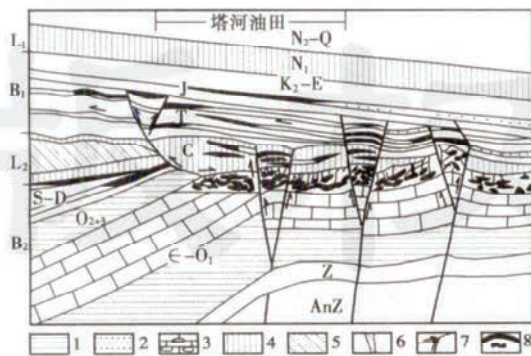 塔河油田
L₁
N₂-Q
N₁
K₂-E
B₁
J
T
C
L₂
S-D
O₂₊₃
B₂
∈-O₁
Z
AnZ
1 2 3 4 5 6 7 8